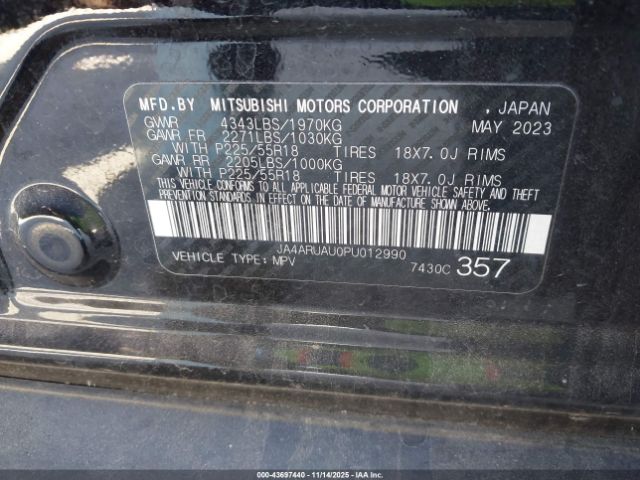 MFD.BY MITSUBISHI MOTORS CORPORATION . JAPAN
GVWR 4343LBS/1970KG MAY 2023
GAWR FR 2271LBS/1030KG
WITH P225/55R18 TIRES 18X7.0J RIMS
GAWR RR 2205LBS/1000KG
WITH P225/55R18 TIRES 18X7.0J RIMS
THIS VEHICLE CONFORMS TO ALL APPLICABLE FEDERAL MOTOR VEHICLE SAFETY AND THEFT
PREVENTION STANDARDS IN EFFECT ON THE DATE OF MANUFACTURE SHOWN ABOVE.
JA4ARUAU0PU012990
VEHICLE TYPE: MPV 7430C 357
000-43697440 - 11/14/2025 - IAAI.COM